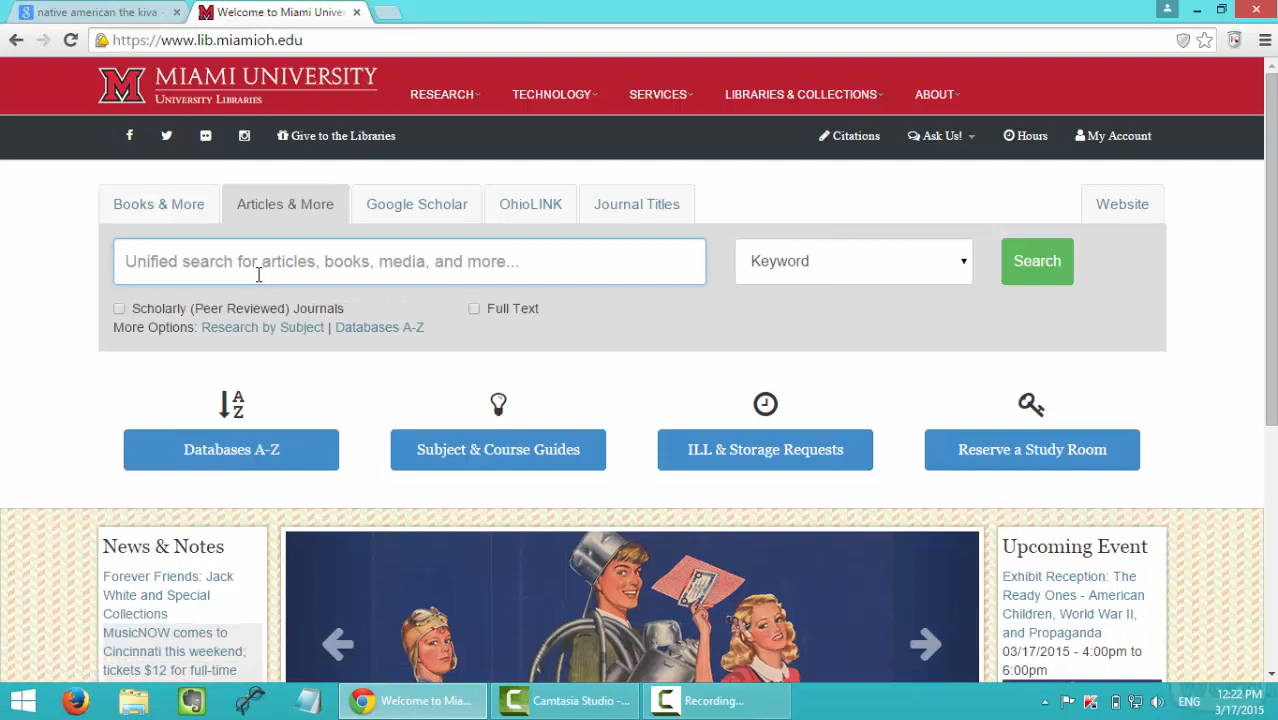 native american the kiva
Welcome to Miami Univer
https://www.lib.miamioh.edu
MIAMI UNIVERSITY
UNIVERSITY LIBRARIES
RESEARCH
TECHNOLOGY
SERVICES
LIBRARIES & COLLECTIONS
ABOUT
Give to the Libraries
Citations
Ask Us!
Hours
My Account
Books & More
Articles & More
Google Scholar
OhioLINK
Journal Titles
Website
Unified search for articles, books, media, and more...
Keyword
Search
Scholarly (Peer Reviewed) Journals
Full Text
More Options: Research by Subject | Databases A-Z
A
Z
Databases A-Z
Subject & Course Guides
ILL & Storage Requests
Reserve a Study Room
News & Notes
Forever Friends: Jack
White and Special
Collections
MusicNOW comes to
Cincinnati this weekend;
tickets $12 for full-time
Upcoming Event
Exhibit Reception: The
Ready Ones - American
Children, World War II,
and Propaganda
03/17/2015 - 4:00pm to
6:00pm
Welcome to Mia...
Camtasia Studio -...
Recording...
ENG
12:22 PM
3/17/2015